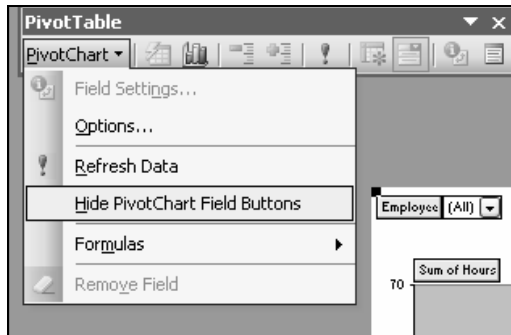 PivotTable
PivotChart
Field Settings...
Options...
Refresh Data
Hide PivotChart Field Buttons
Employee (All)
Formulas
Sum of Hours
70
Remove Field